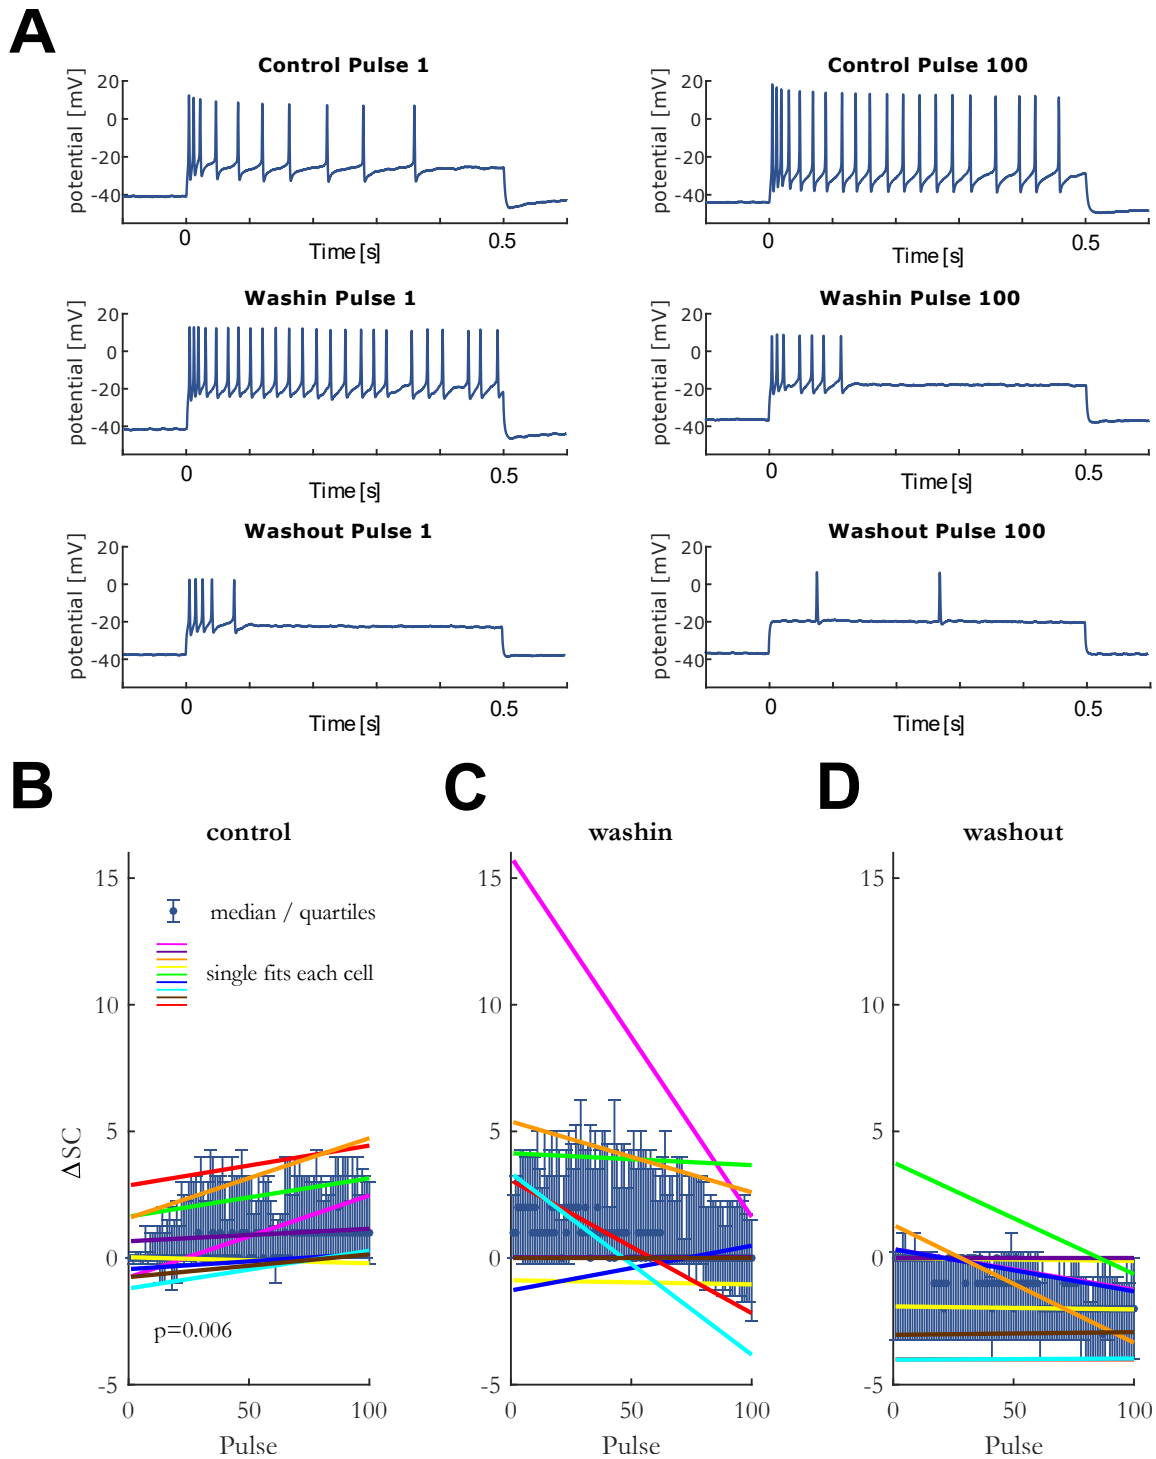 A
Control Pulse 1
Control Pulse 100
potential [mV]
20
0
-20
-40
0
0.5
Time[s]
potential [mV]
20
0
-20
-40
0
0.5
Time[s]
Washin Pulse 1
Washin Pulse 100
potential [mV]
20
0
-20
-40
0
0.5
Time[s]
potential [mV]
20
0
-20
-40
0
0.5
Time[s]
Washout Pulse 1
Washout Pulse 100
potential [mV]
20
0
-20
-40
0
0.5
Time[s]
potential [mV]
20
0
-20
-40
0
0.5
Time[s]
B
control
ΔSC
15
10
5
0
-5
median / quartiles
single fits each cell
p=0.006
0 50 100
Pulse
C
washin
15
10
5
0
-5
0 50 100
Pulse
D
washout
15
10
5
0
-5
0 50 100
Pulse